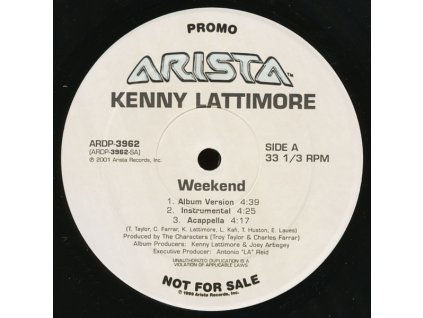 PROMO
ARISTA™
KENNY LATTIMORE
ARDP-3962
(ARDP-3962-SA)
℗ 2001 Arista Records, Inc.
SIDE A
33 1/3 RPM
Weekend
1. Album Version 4:39
2. Instrumental 4:25
3. Acappella 4:17
(T. Taylor, C. Farrar, K. Lattimore, L. Kah, T. Huston, E. Laues)
Produced by The Characters (Troy Taylor & Charles Farrar)
Album Producers: Kenny Lattimore & Joey Arbagey
Executive Producer: Antonio "LA" Reid
UNAUTHORIZED DUPLICATION IS A
VIOLATION OF APPLICABLE LAWS
NOT FOR SALE
© 1999 Arista Records, Inc.